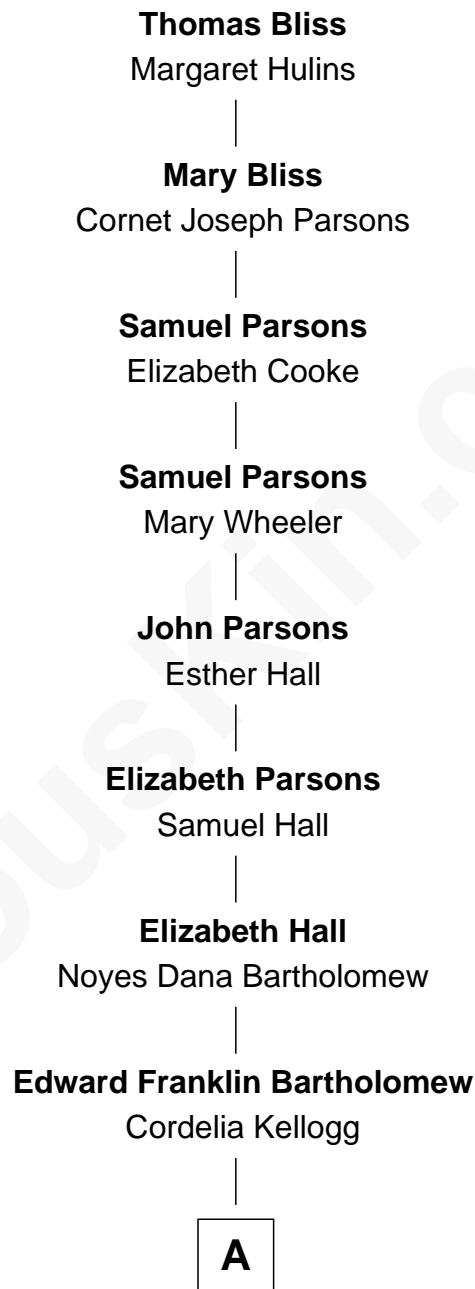 Thomas Bliss
Margaret Hulins
Mary Bliss
Cornet Joseph Parsons
Samuel Parsons
Elizabeth Cooke
Samuel Parsons
Mary Wheeler
John Parsons
Esther Hall
Elizabeth Parsons
Samuel Hall
Elizabeth Hall
Noyes Dana Bartholomew
Edward Franklin Bartholomew
Cordelia Kellogg
A